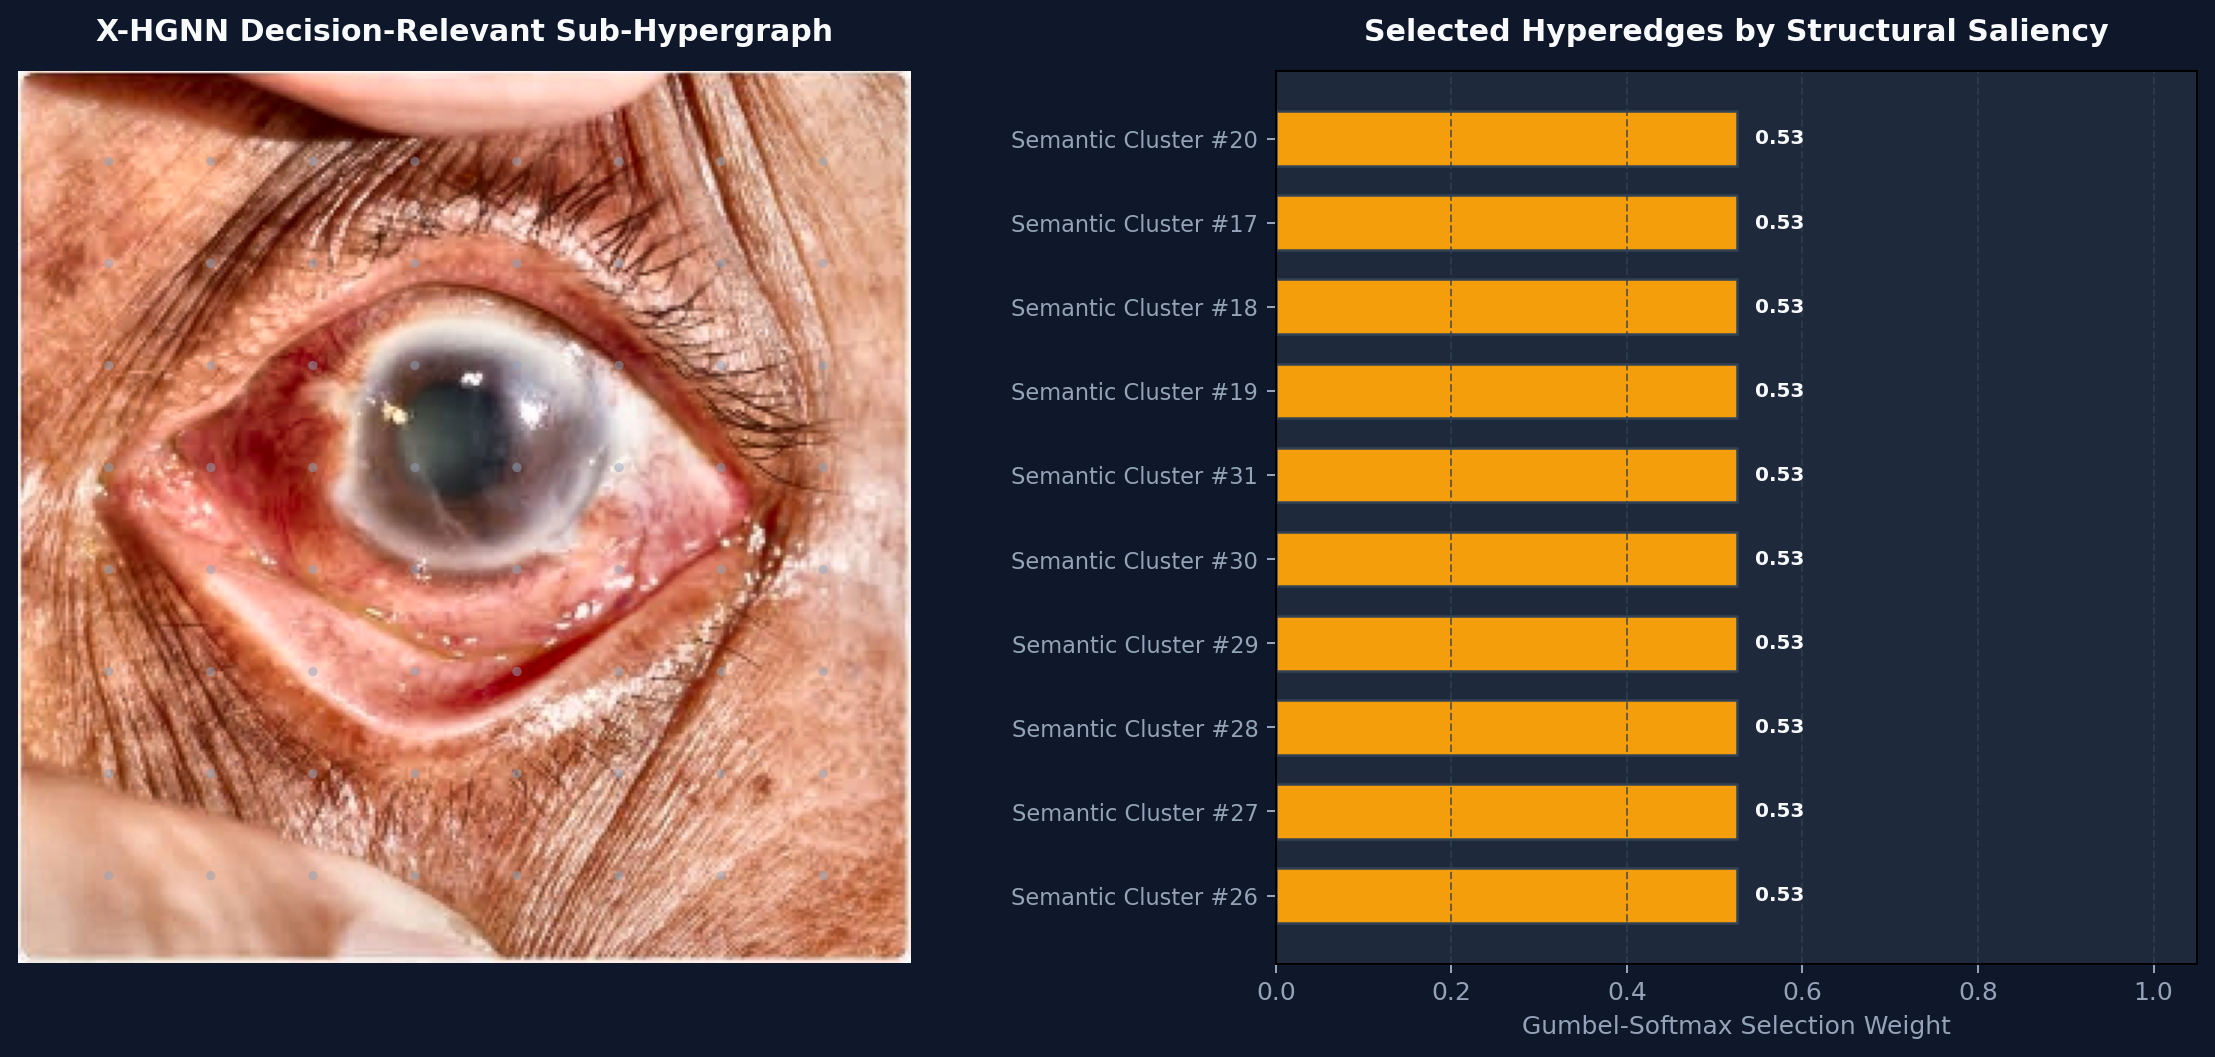 X-HGNN Decision-Relevant Sub-Hypergraph
Selected Hyperedges by Structural Saliency
Semantic Cluster #20 0.53
Semantic Cluster #17 0.53
Semantic Cluster #18 0.53
Semantic Cluster #19 0.53
Semantic Cluster #31 0.53
Semantic Cluster #30 0.53
Semantic Cluster #29 0.53
Semantic Cluster #28 0.53
Semantic Cluster #27 0.53
Semantic Cluster #26 0.53
0.0 0.2 0.4 0.6 0.8 1.0
Gumbel-Softmax Selection Weight